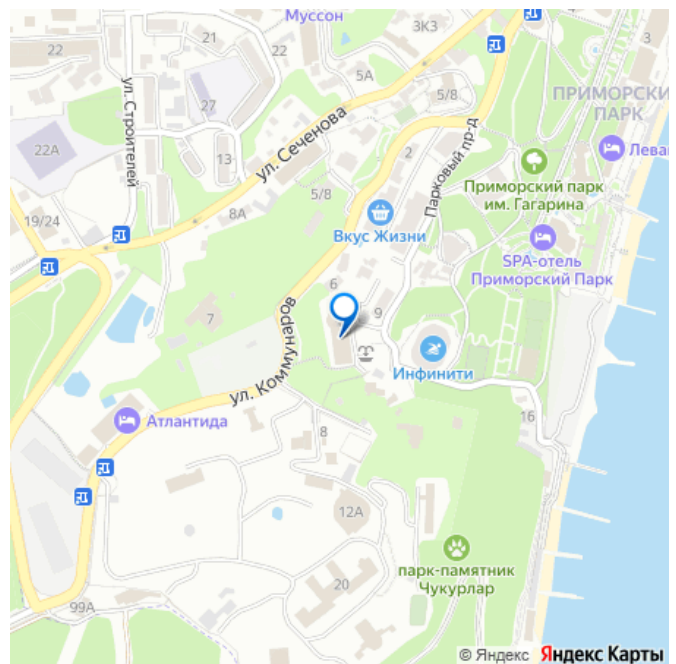 Муссон
21
22
22
3К3
3
5А
5/8
ул. Строителей
27
ПРИМОРСКИ
ПАРК
ул. Сеченова
22А
13
2
Парковый пр-д
Лева
Приморский парк
им. Гагарина
5/8
8А
19/24
Вкус Жизни
SPA-отель
Приморский Парк
6
7
9
ул. Коммунаров
Инфинити
Атлантида
16
8
12А
20
парк-памятник
Чукурлар
99А
© Яндекс Яндекс Карты